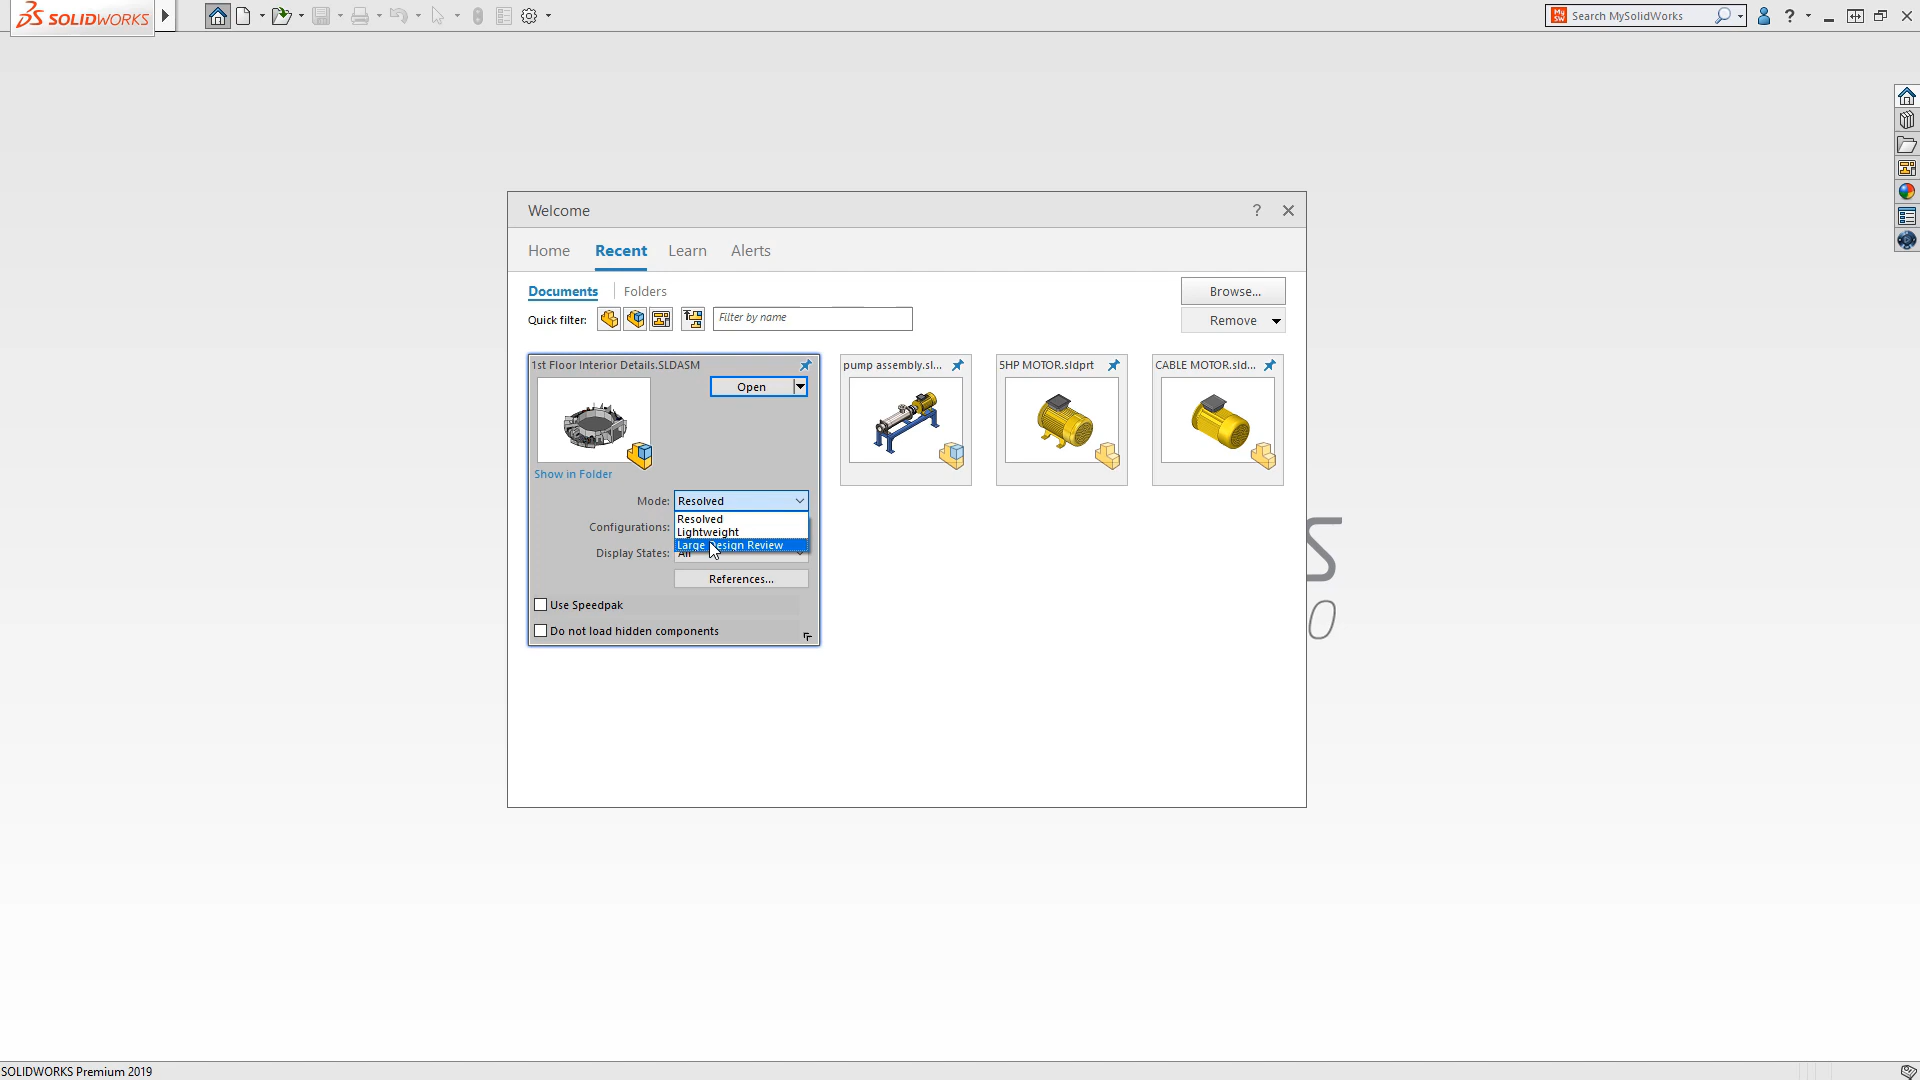 SOLIDWORKS
Search MySolidWorks
Welcome
Home Recent Learn Alerts
Documents Folders
Browse...
Quick filter: Filter by name
Remove
1st Floor Interior Details.SLDASM
pump assembly.sl...
5HP MOTOR.sldprt
CABLE MOTOR.sld...
Open
Show in Folder
Mode: Resolved
Resolved
Lightweight
Configurations:
Large Design Review
Display States: All
References...
Use Speedpak
Do not load hidden components
S
0
SOLIDWORKS Premium 2019